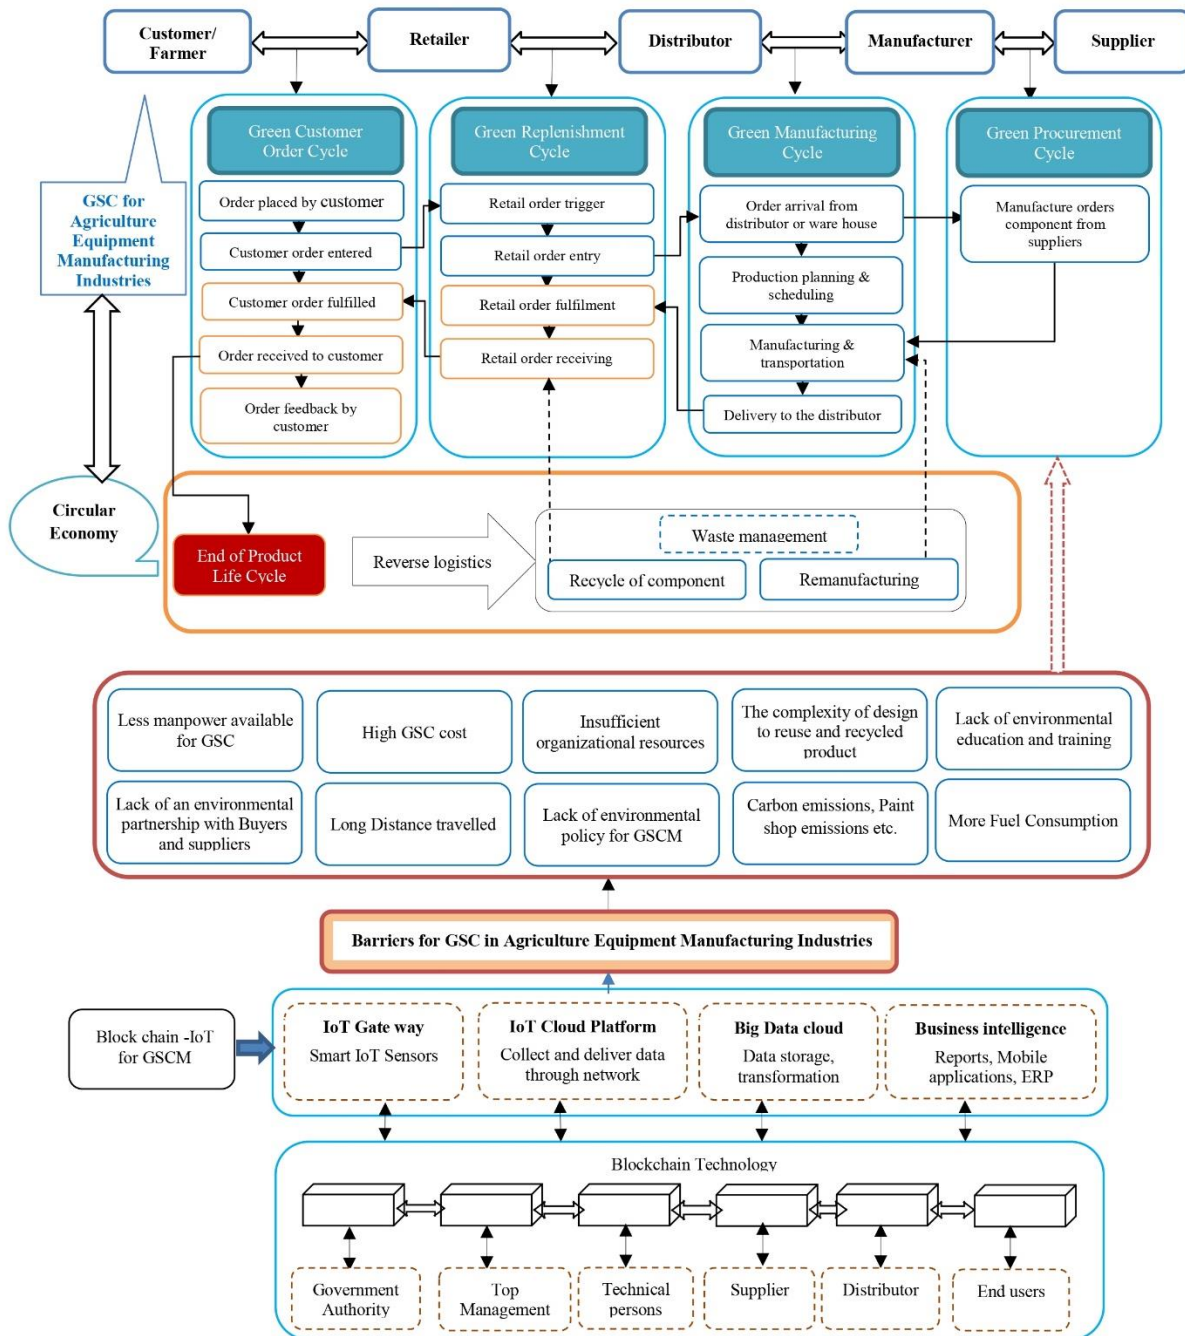 Customer/
Farmer
Retailer
Distributor
Manufacturer
Supplier
Green Customer
Order Cycle
Green Replenishment
Cycle
Green Manufacturing
Cycle
Green Procurement
Cycle
GSC for
Agriculture
Equipment
Manufacturing
Industries
Order placed by customer
Customer order entered
Customer order fulfilled
Order received to customer
Order feedback by
customer
Retail order trigger
Retail order entry
Retail order fulfilment
Retail order receiving
Order arrival from
distributor or ware house
Production planning &
scheduling
Manufacturing &
transportation
Delivery to the distributor
Manufacture orders
component from
suppliers
Circular
Economy
End of Product
Life Cycle
Reverse logistics
Waste management
Recycle of component
Remanufacturing
Less manpower available
for GSC
High GSC cost
Insufficient
organizational resources
The complexity of design
to reuse and recycled
product
Lack of environmental
education and training
Lack of an environmental
partnership with Buyers
and suppliers
Long Distance travelled
Lack of environmental
policy for GSCM
Carbon emissions, Paint
shop emissions etc.
More Fuel Consumption
Barriers for GSC in Agriculture Equipment Manufacturing Industries
Block chain -IoT
for GSCM
IoT Gate way
Smart IoT Sensors
IoT Cloud Platform
Collect and deliver data
through network
Big Data cloud
Data storage,
transformation
Business intelligence
Reports, Mobile
applications, ERP
Blockchain Technology
Government
Authority
Top
Management
Technical
persons
Supplier
Distributor
End users